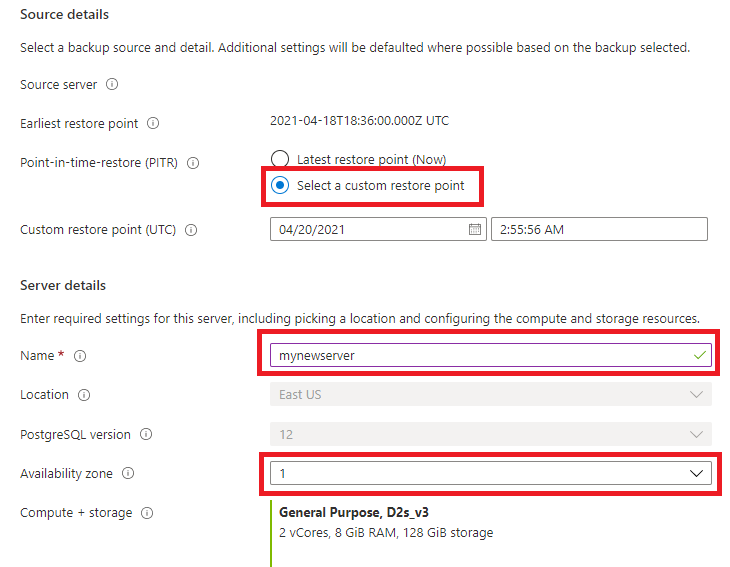 Source details
Select a backup source and detail. Additional settings will be defaulted where possible based on the backup selected.
Source server
Earliest restore point 2021-04-18T18:36:00.000Z UTC
Point-in-time-restore (PITR) Latest restore point (Now)
Select a custom restore point
Custom restore point (UTC) 04/20/2021 2:55:56 AM
Server details
Enter required settings for this server, including picking a location and configuring the compute and storage resources.
Name * mynewserver
Location East US
PostgreSQL version 12
Availability zone 1
Compute + storage General Purpose, D2s_v3
2 vCores, 8 GiB RAM, 128 GiB storage